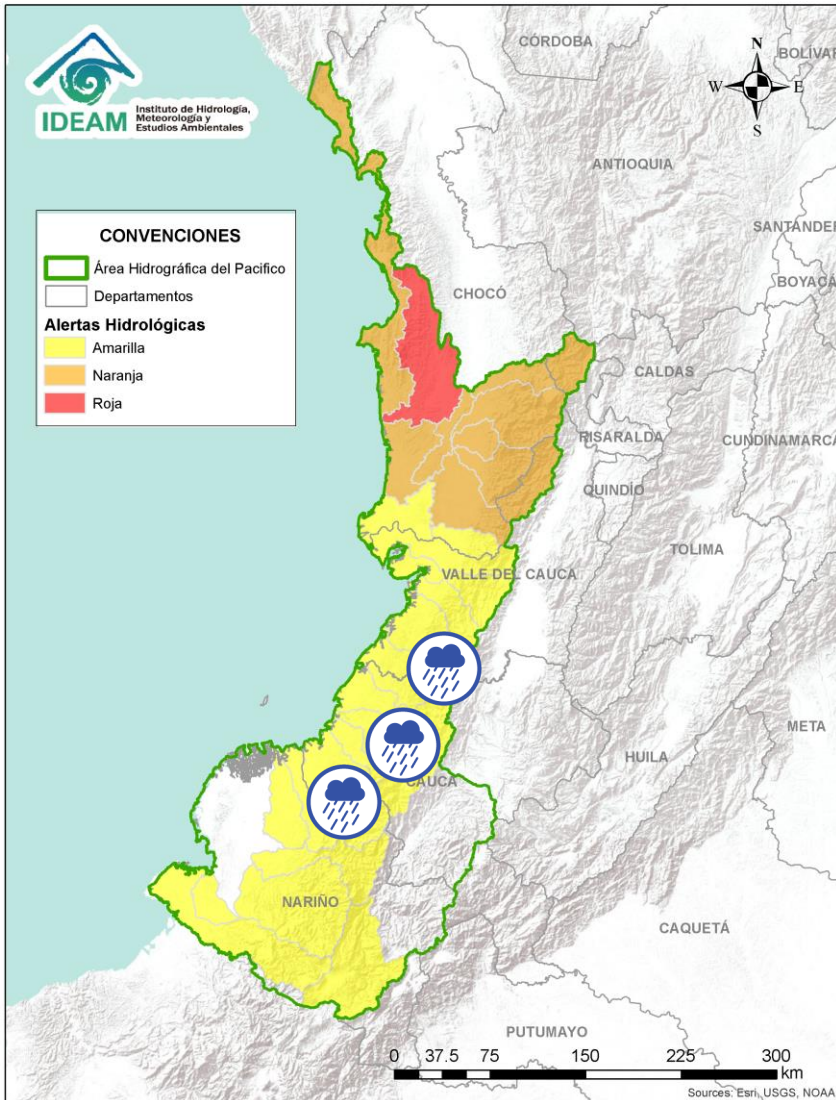 IDEAM
Instituto de Hidrología,
Meteorología y
Estudios Ambientales
CÓRDOBA
BOLÍVAR
N
W
E
S
ANTIOQUIA
SANTANDER
BOYACÁ
CONVENCIONES
Área Hidrográfica del Pacifico
Departamentos
Alertas Hidrológicas
Amarilla
Naranja
Roja
CHOCÓ
CALDAS
RISARALDA
CUNDINAMARCA
QUINDÍO
TOLIMA
VALLE DEL CAUCA
META
HUILA
CAUCA
NARIÑO
CAQUETÁ
PUTUMAYO
0 37.5 75 150 225 300
km
Sources: Esri, USGS, NOAA